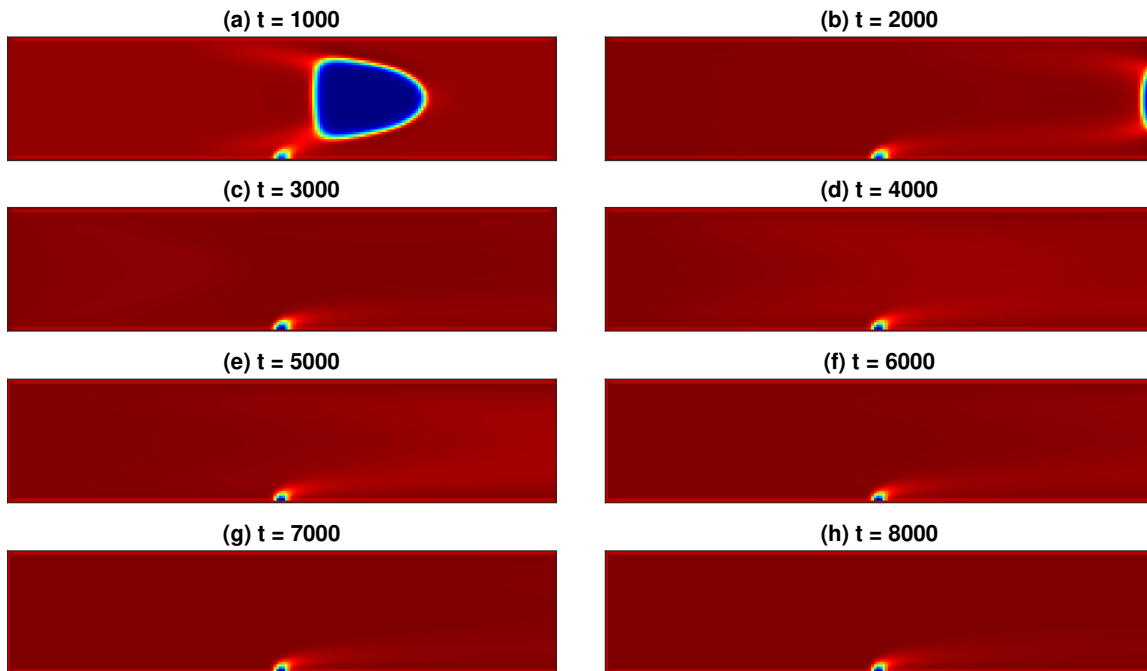 (a) t = 1000
(b) t = 2000
(c) t = 3000
(d) t = 4000
(e) t = 5000
(f) t = 6000
(g) t = 7000
(h) t = 8000